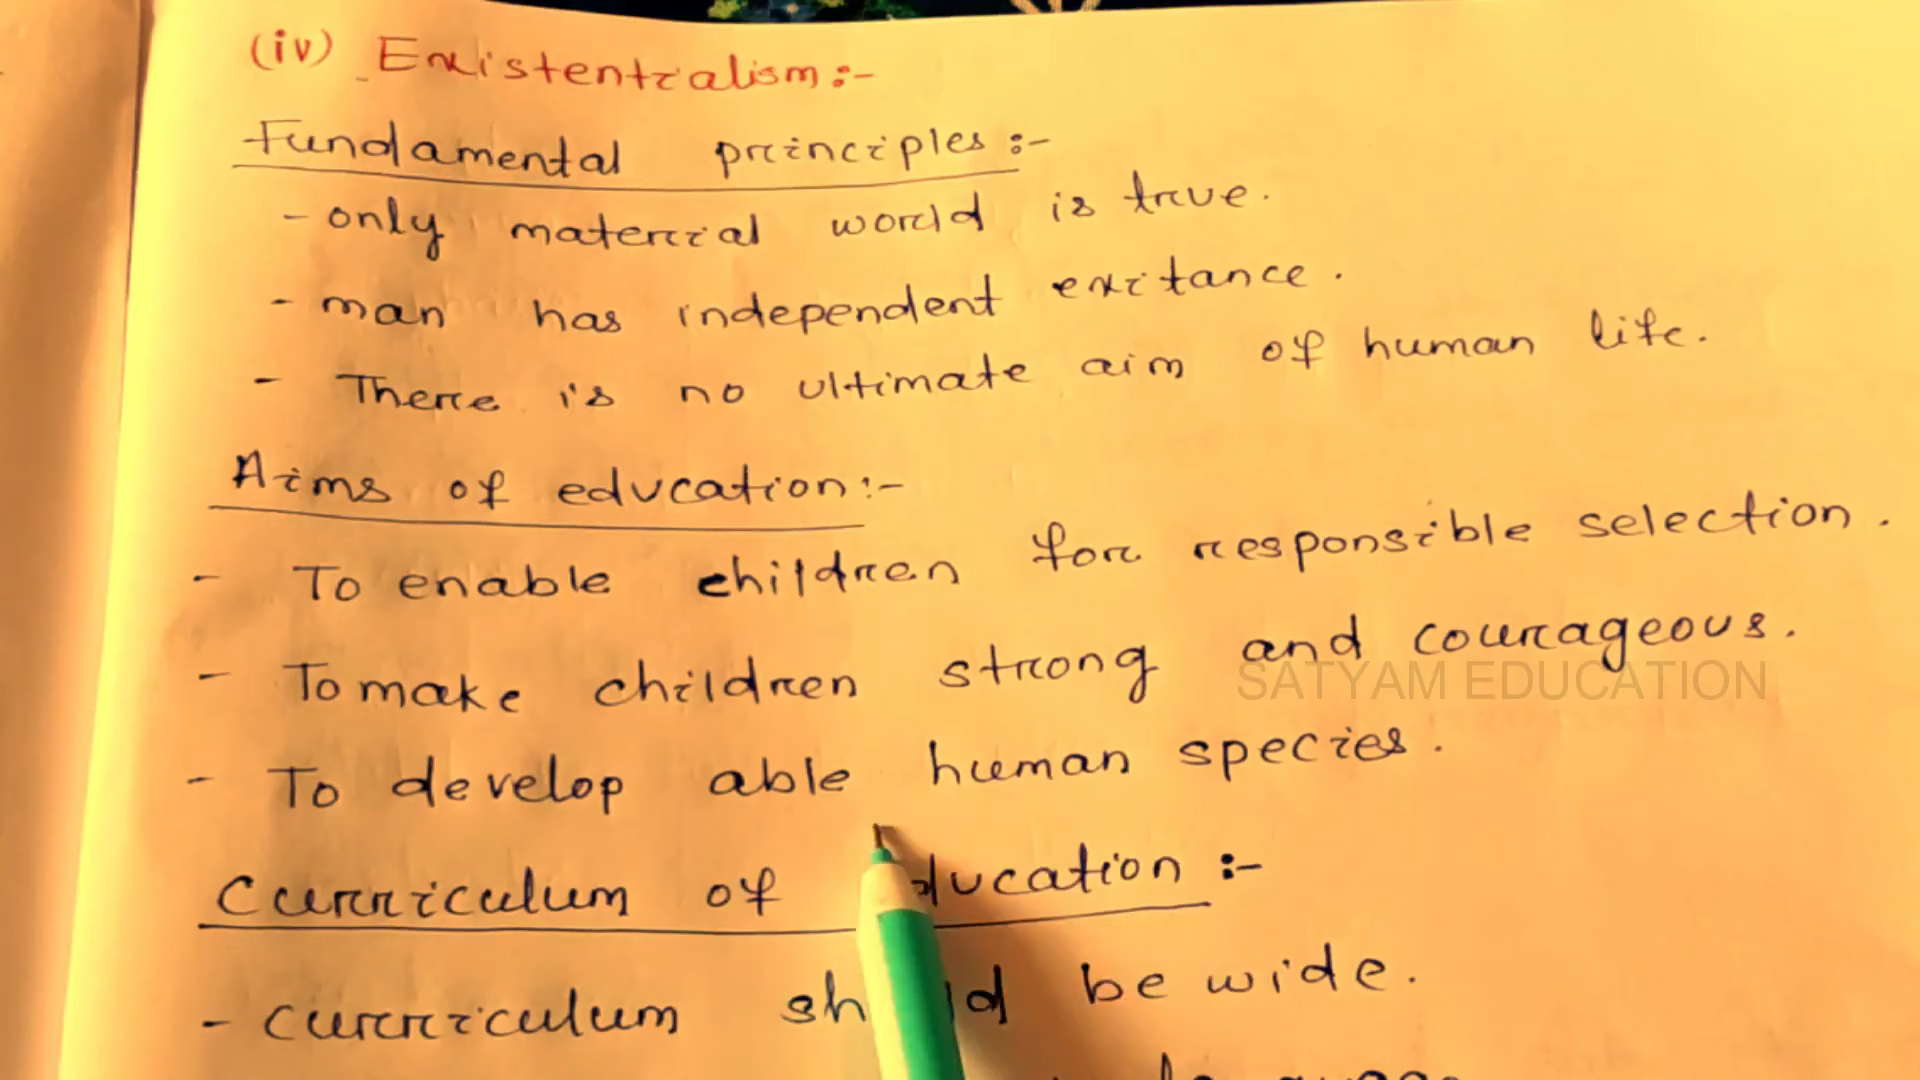 (iv) Existentialism:-
Fundamental principles:-
- only material world is true.
- man has independent exitance.
- There is no ultimate aim of human life.
Aims of education:-
- To enable children for responsible selection.
- To make children strong and courageous.
SATYAM EDUCATION
- To develop able human species.
Curriculum of education:-
- curriculum should be wide.